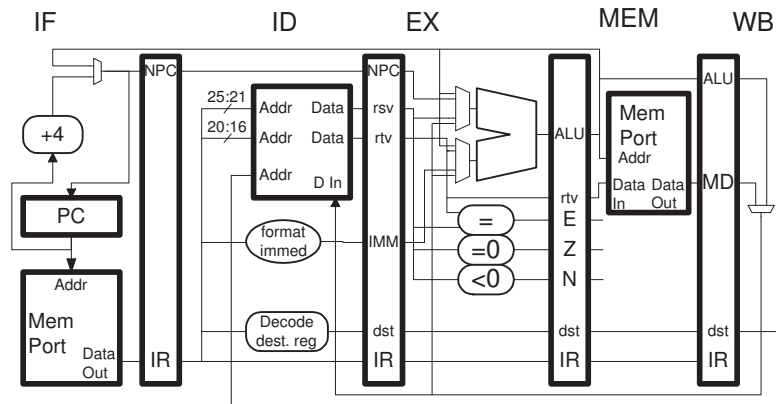 IF ID EX MEM WB
NPC NPC ALU
25:21 Addr Data rsv
20:16 Addr Data rtv
+4
Addr
D In
ALU
Mem
Port
Addr
Data
In
Data
Out
MD
rtv
PC
= E
format
immed
IMM
=0 Z
<0 N
Addr
Mem
Port
Data
Out
Decode
dest. reg
dst dst dst
IR IR IR IR